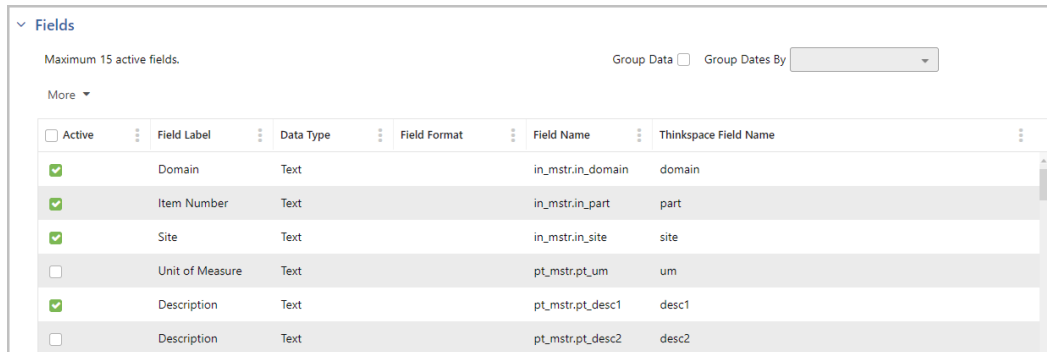 Fields
Maximum 15 active fields. Group Data Group Dates By
More
Active Field Label Data Type Field Format Field Name Thinkspace Field Name
Domain Text in_mstr.in_domain domain
Item Number Text in_mstr.in_part part
Site Text in_mstr.in_site site
Unit of Measure Text pt_mstr.pt_um um
Description Text pt_mstr.pt_desc1 desc1
Description Text pt_mstr.pt_desc2 desc2